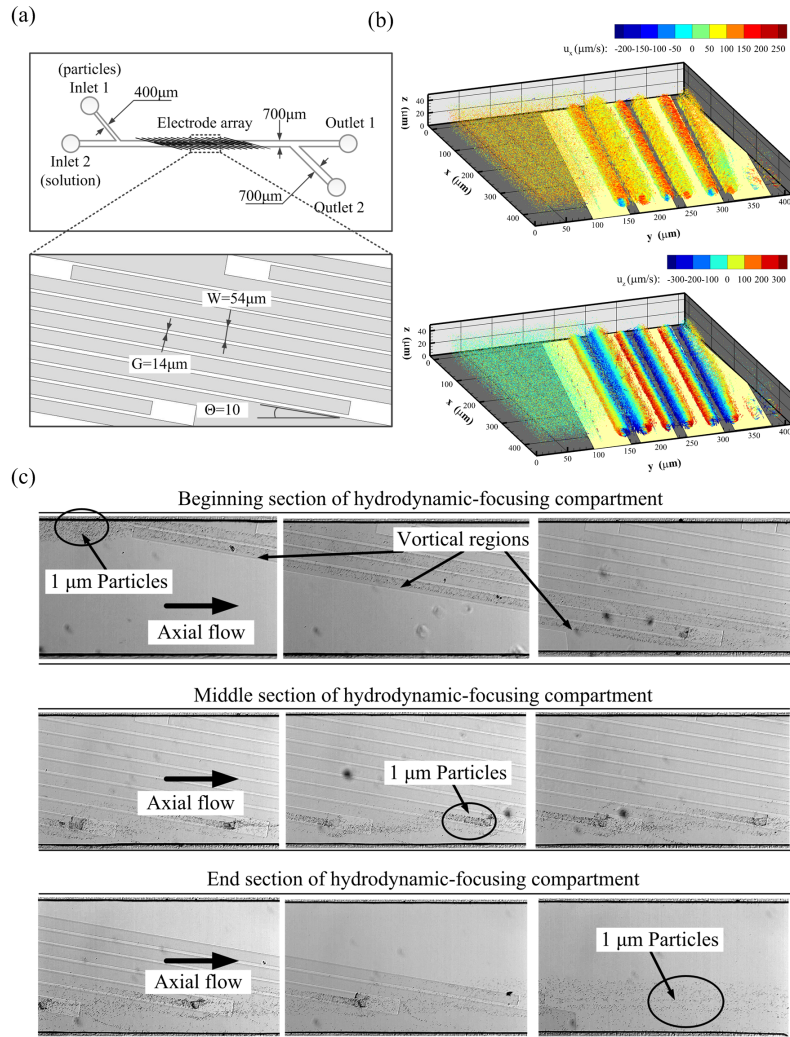 (a)
(particles)
Inlet 1
400µm
Electrode array
700µm
Outlet 1
Inlet 2
(solution)
700µm
Outlet 2
W=54µm
G=14µm
Θ=10
(b)
uₓ (µm/s):
-200-150-100 -50 0 50 100 150 200 250
z (µm)
40
20
0
0
100
200
300
400
x (µm)
0 50 100 150 200 250 300 350 400
y (µm)
u_z (µm/s):
-300-200-100 0 100 200 300
z (µm)
40
20
0
0
100
200
300
400
x (µm)
0 50 100 150 200 250 300 350 400
y (µm)
(c)
Beginning section of hydrodynamic-focusing compartment
1 µm Particles
Axial flow
Vortical regions
Middle section of hydrodynamic-focusing compartment
Axial flow
1 µm Particles
End section of hydrodynamic-focusing compartment
Axial flow
1 µm Particles